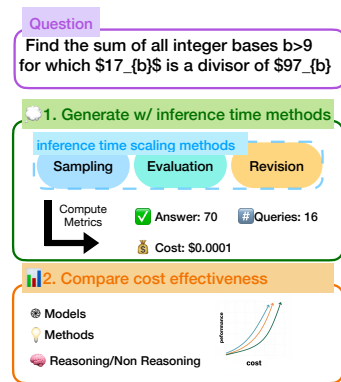 Question
Find the sum of all integer bases b>9
for which $17_{b}$ is a divisor of $97_{b}
1. Generate w/ inference time methods
inference time scaling methods
Sampling
Evaluation
Revision
Compute
Metrics
Answer: 70
#Queries: 16
Cost: $0.0001
2. Compare cost effectiveness
Models
Methods
Reasoning/Non Reasoning
performance
cost